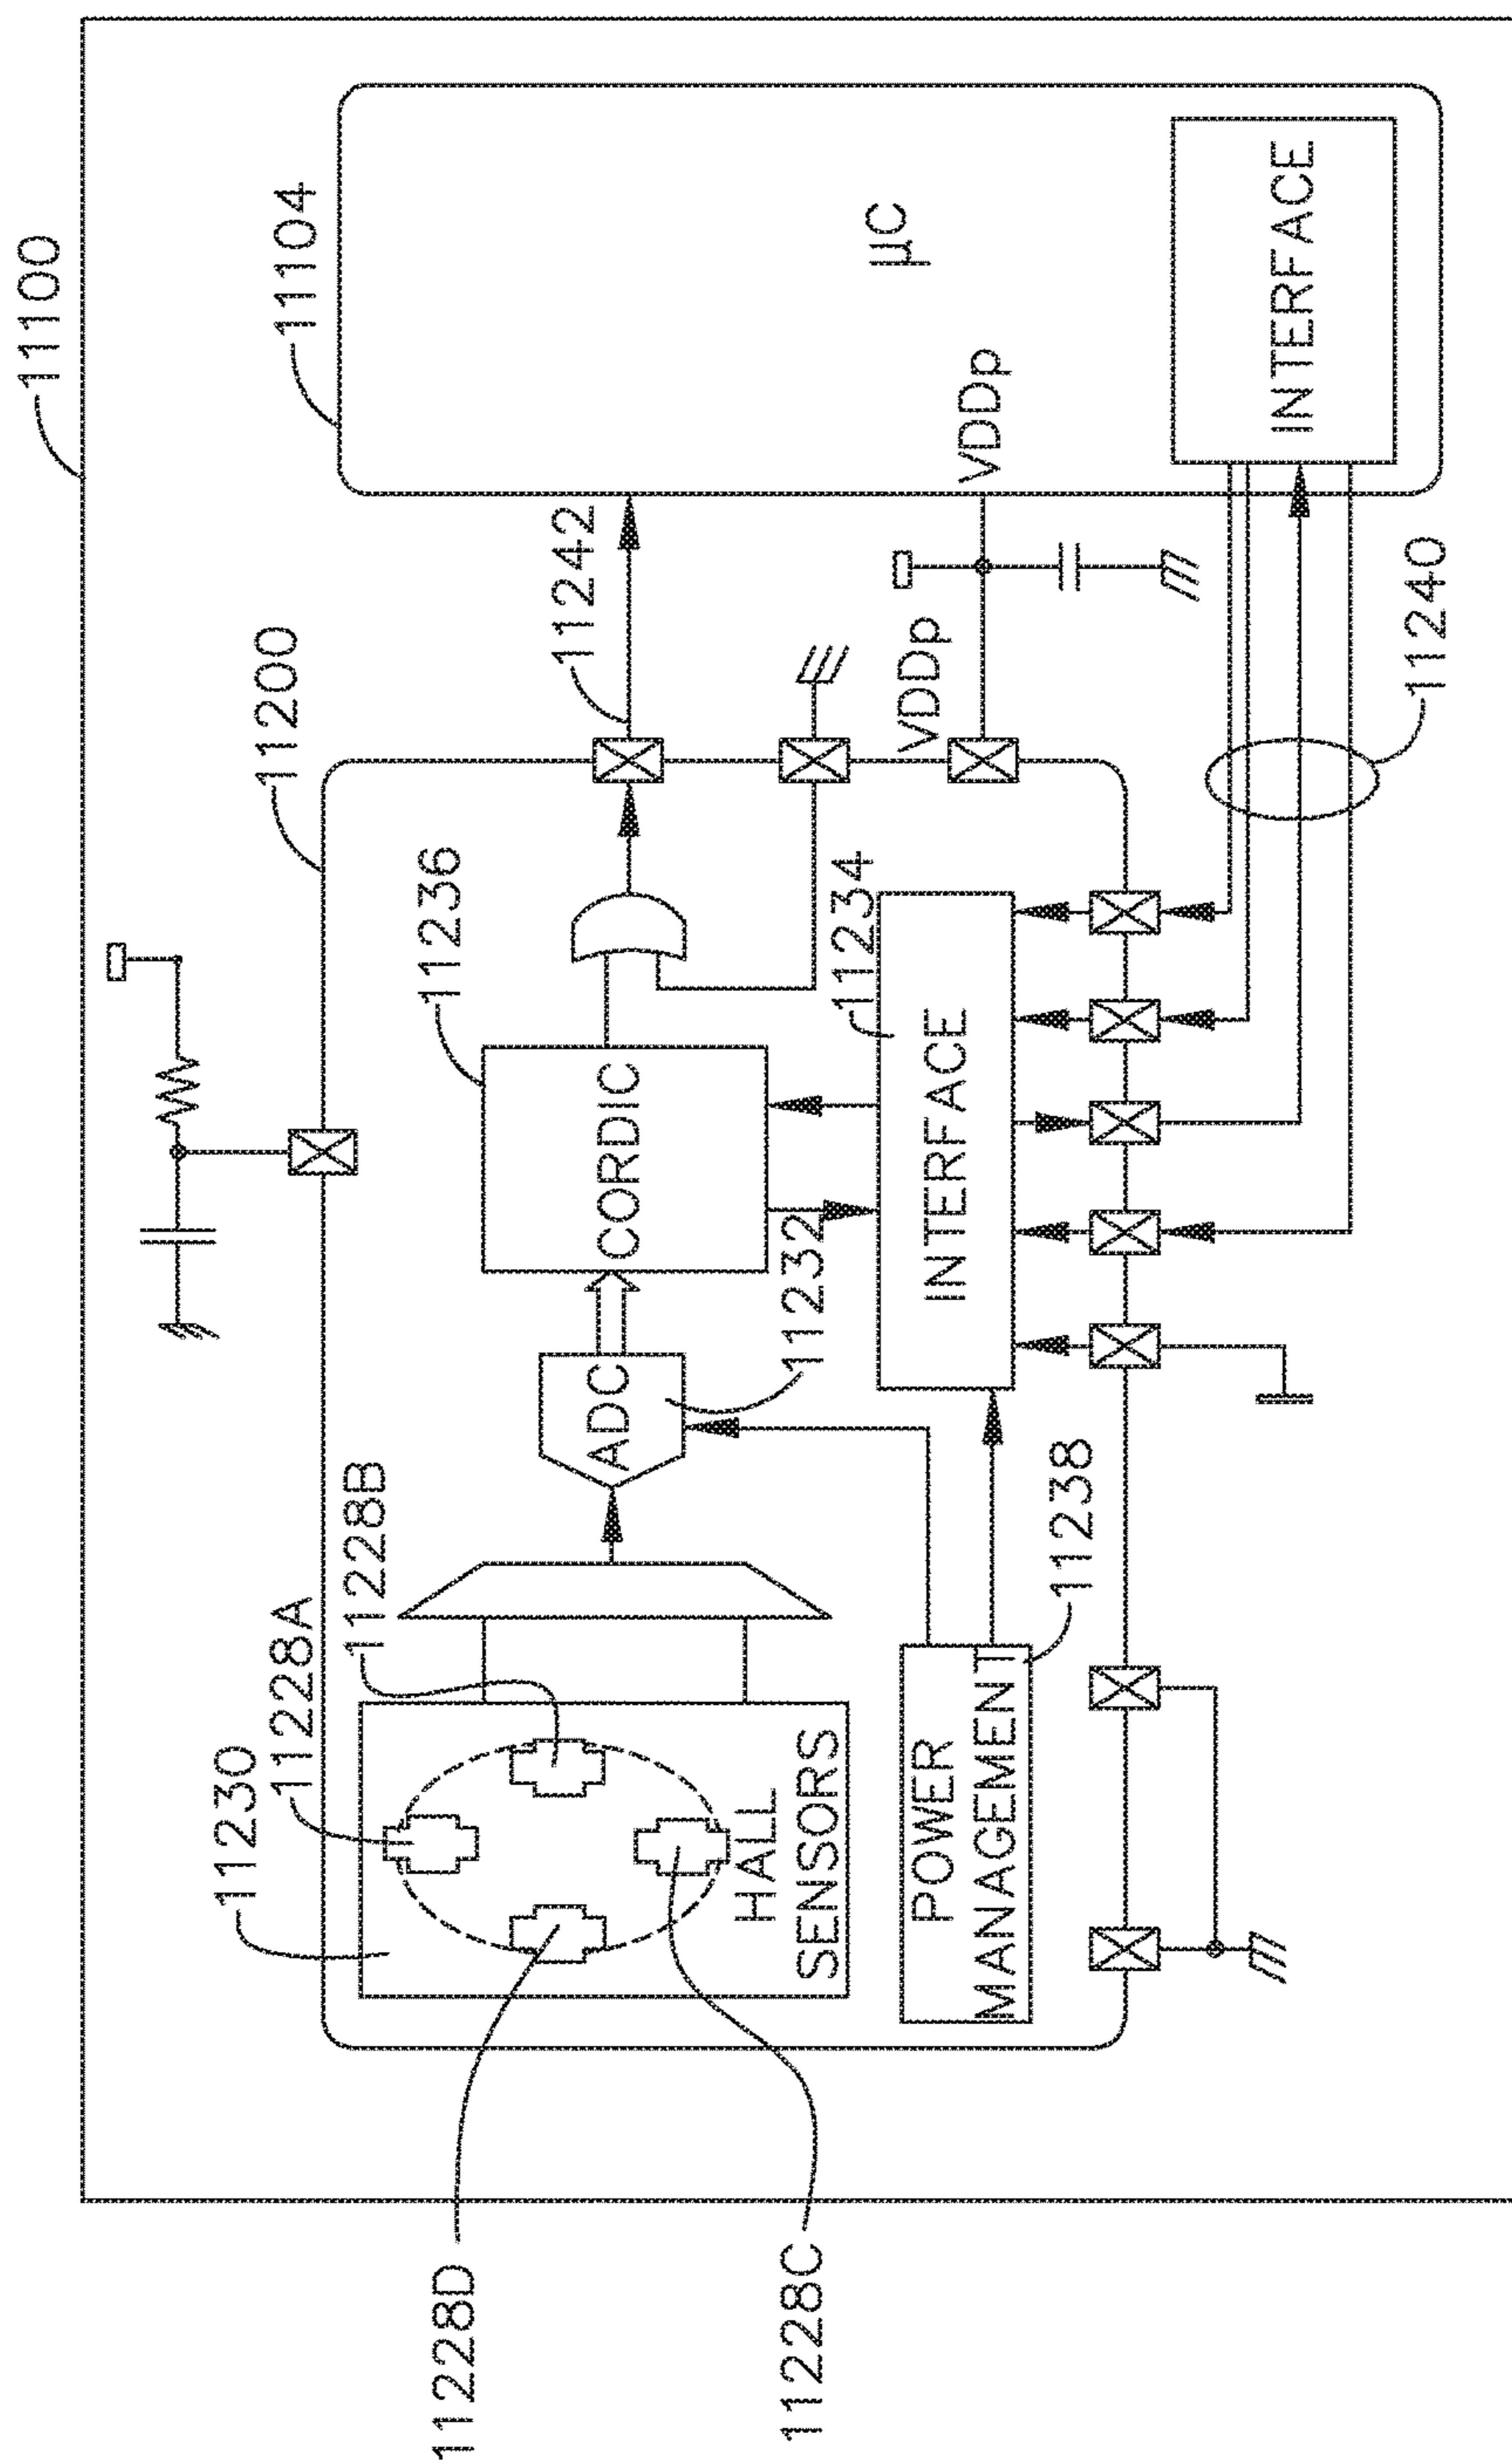 11100
11104
11200
µC
11242
11236
VDDp
VDDp
INTERFACE
11240
11234
CORDIC
INTERFACE
11232
ADC
11228B
11228A
11230
HALL
SENSORS
11238
POWER
MANAGEMENT
11228D
11228C